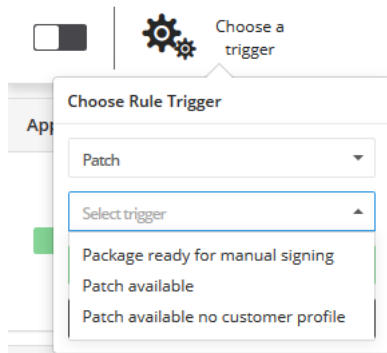 Choose a
trigger
Choose Rule Trigger
App
Patch
Select trigger
Package ready for manual signing
Patch available
Patch available no customer profile